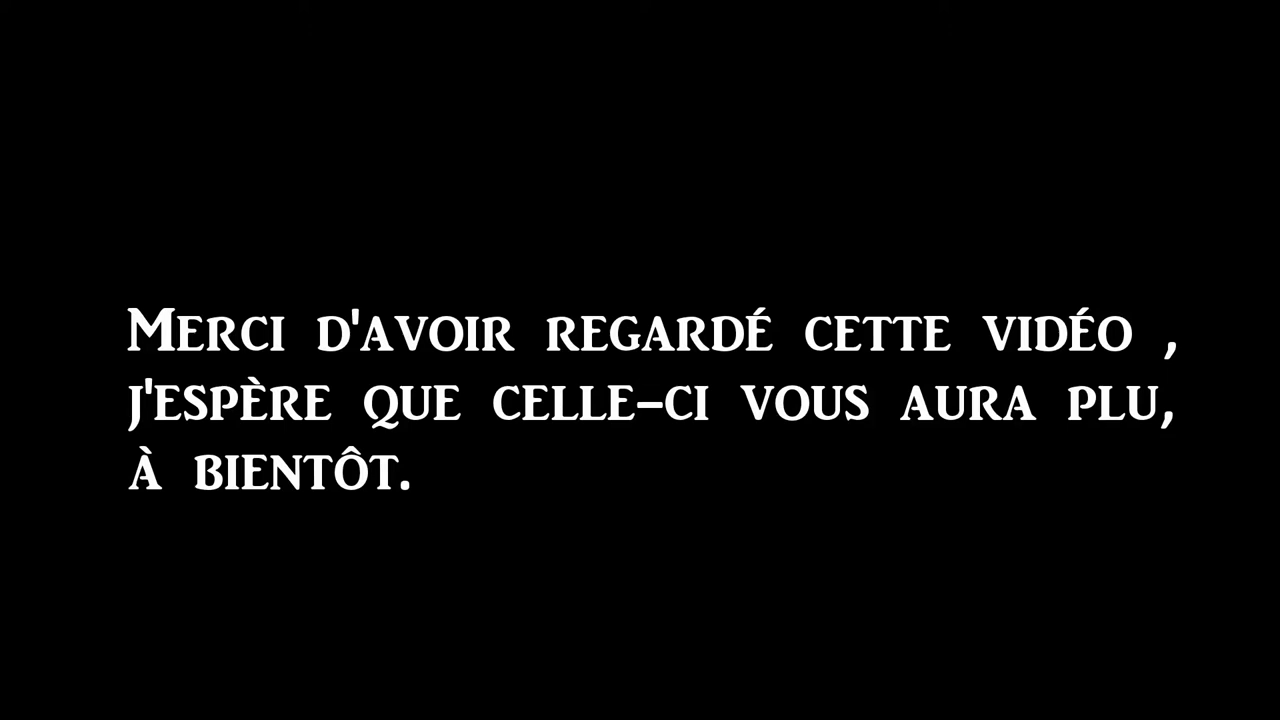 Merci d'avoir regardé cette vidéo ,
j'espère que celle-ci vous aura plu,
à bientôt.